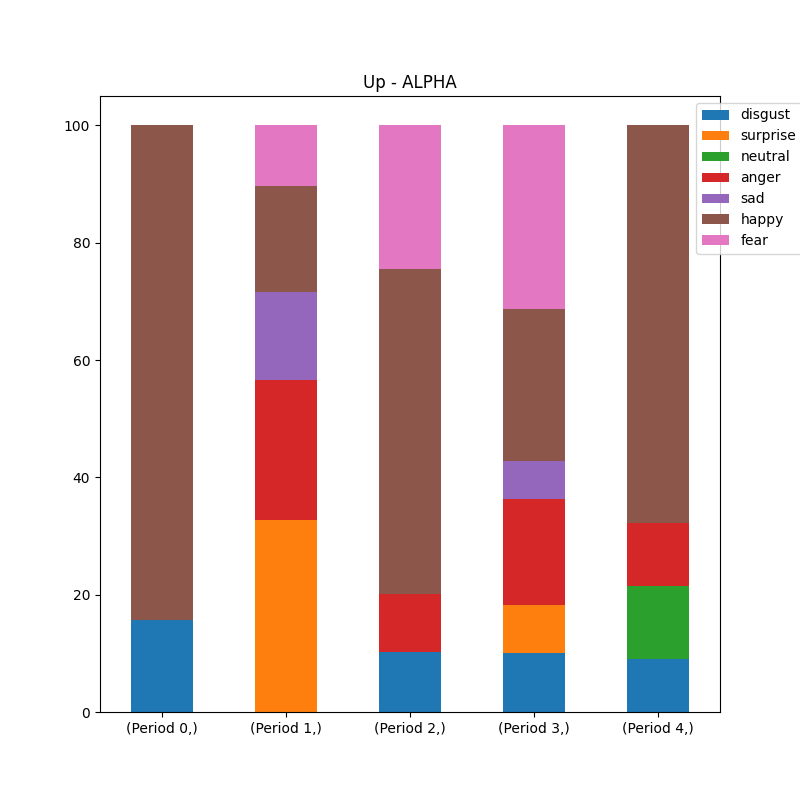 Up - ALPHA
100
80
60
40
20
0
(Period 0,) (Period 1,) (Period 2,) (Period 3,) (Period 4,)
disgust
surprise
neutral
anger
sad
happy
fear